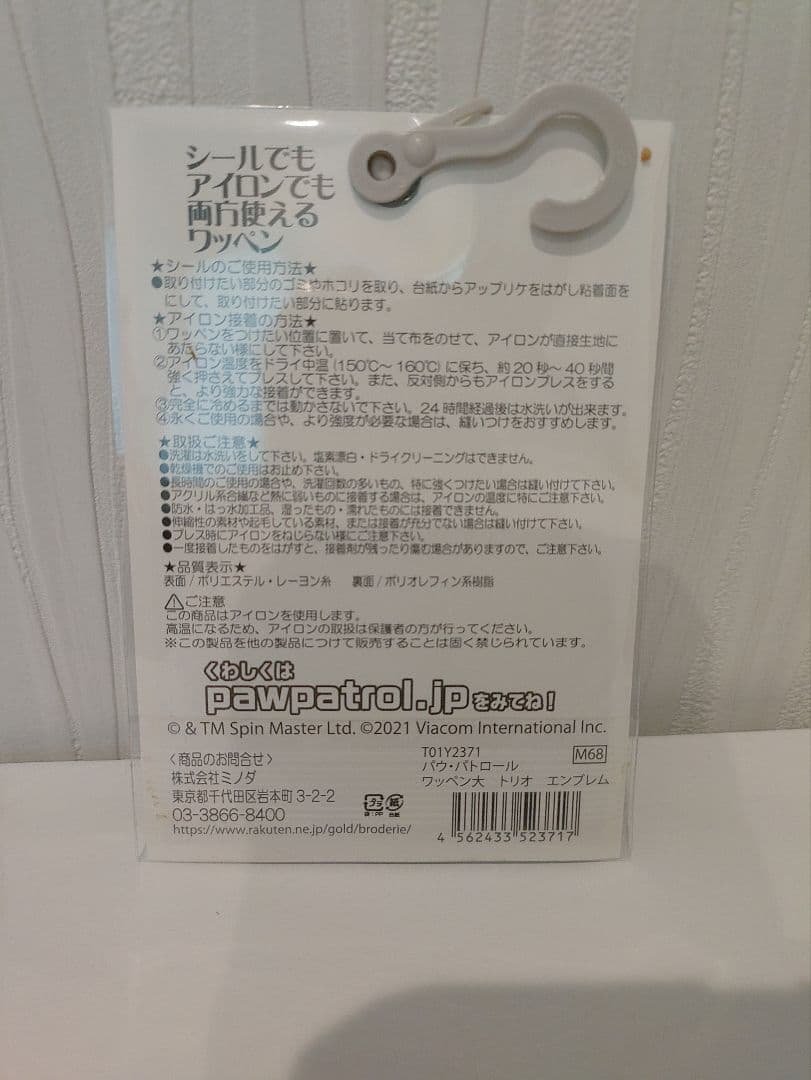 シールでも
アイロンでも
両方使える
ワッペン
★シールのご使用方法★
●取り付けたい部分のゴミやホコリを取り、台紙からアップリケをはがし粘着面を
にして、取り付けたい部分に貼ります。
★アイロン接着の方法★
①ワッペンをつけたい位置に置いて、当て布をのせて、アイロンが直接生地に
あたらない様にして下さい。
②アイロン温度をドライ中温(150℃〜160℃)に保ち、約20秒〜40秒間
強く押さえてプレスして下さい。また、反対側からもアイロンプレスをする
と、より強力な接着ができます。
③完全に冷めるまでは動かさないで下さい。24時間経過後は水洗いが出来ます。
④永くご使用の場合や、より強度が必要な場合は、縫いつけをおすすめします。
★取扱ご注意★
●洗濯は水洗いをして下さい。塩素漂白・ドライクリーニングはできません。
●乾燥機でのご使用はお止め下さい。
●長時間のご使用の場合や、洗濯回数の多いもの、特に強くつけたい場合は縫い付けて下さい。
●アクリル系合繊など熱に弱いものに接着する場合は、アイロンの温度に特にご注意下さい。
●防水・はっ水加工品、湿ったもの・濡れたものには接着できません。
●伸縮性の素材や起毛している素材、または接着が充分でない場合は縫い付けて下さい。
●プレス時にアイロンをねじらない様にご注意下さい。
●一度接着したものをはがすと、接着剤が残ったり傷む場合がありますので、ご注意下さい。
★品質表示★
表面/ポリエステル・レーヨン糸 裏面/ポリオレフィン系樹脂
⚠ご注意
この商品はアイロンを使用します。
高温になるため、アイロンの取扱は保護者の方が行ってください。
※この製品を他の製品につけて販売することは固く禁じられています。
くわしくは
pawpatrol.jpをみてね!
© & TM Spin Master Ltd. ©2021 Viacom International Inc.
〈商品のお問合せ〉
株式会社ミノダ
東京都千代田区岩本町3-2-2
03-3866-8400
https://www.rakuten.ne.jp/gold/broderie/
プラ 紙
袋:PP 台紙
T01Y2371 M68
パウ・パトロール
ワッペン大 トリオ エンブレム
4 562433 523717